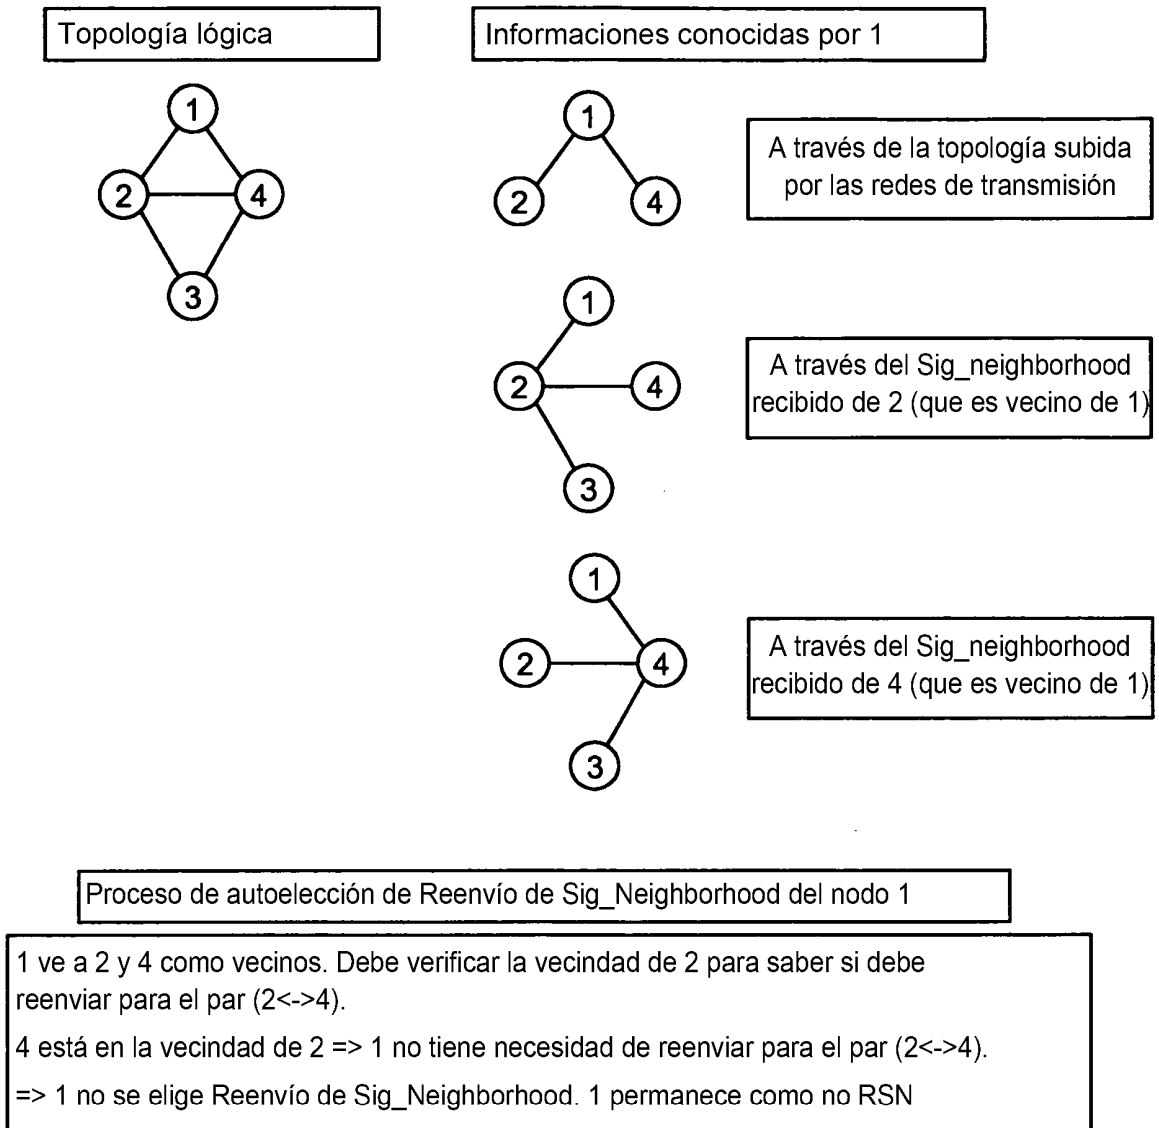 Topología lógica
Informaciones conocidas por 1
1
2
4
3
1
2
4
A través de la topología subida
por las redes de transmisión
1
2
4
3
A través del Sig_neighborhood
recibido de 2 (que es vecino de 1)
1
2
4
3
A través del Sig_neighborhood
recibido de 4 (que es vecino de 1)
Proceso de autoelección de Reenvío de Sig_Neighborhood del nodo 1
1 ve a 2 y 4 como vecinos. Debe verificar la vecindad de 2 para saber si debe
reenviar para el par (2<->4).
4 está en la vecindad de 2 => 1 no tiene necesidad de reenviar para el par (2<->4).
=> 1 no se elige Reenvío de Sig_Neighborhood. 1 permanece como no RSN